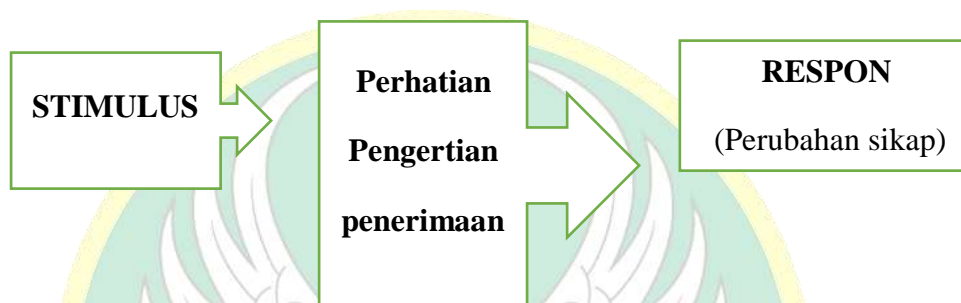 STIMULUS
Perhatian
Pengertian
penerimaan
RESPON
(Perubahan sikap)